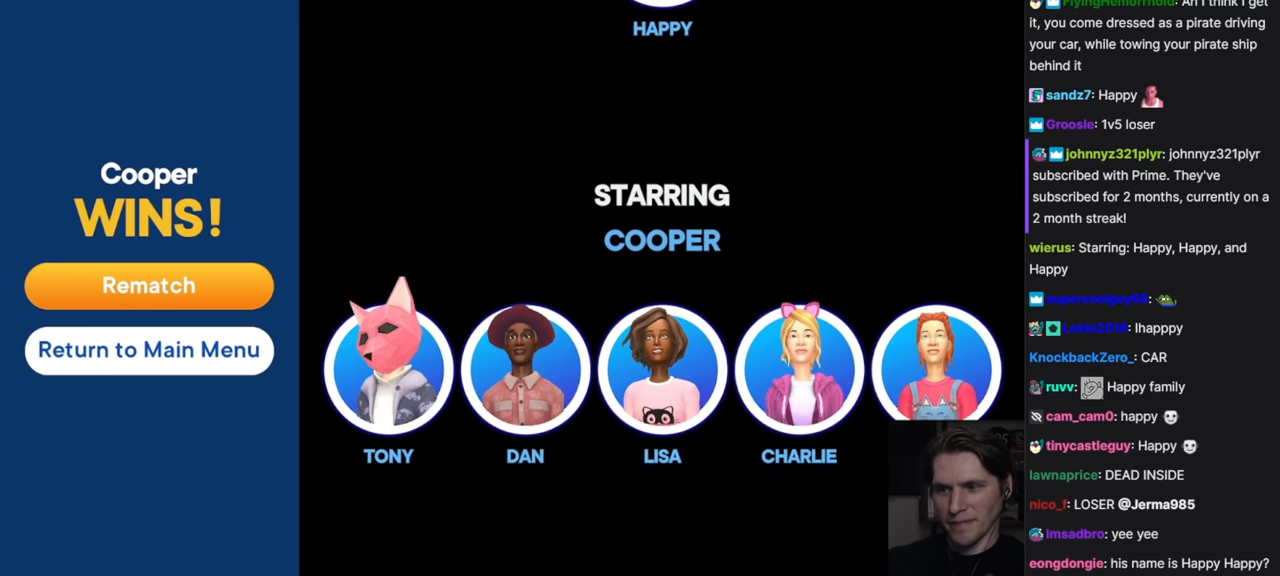 HAPPY
Cooper
WINS!
Rematch
Return to Main Menu
STARRING
COOPER
TONY
DAN
LISA
CHARLIE
FlyingHemorrhoid: Ah I think I get
it, you come dressed as a pirate driving
your car, while towing your pirate ship
behind it
sandz7: Happy
Groosle: 1v5 loser
johnnyz321plyr: johnnyz321plyr
subscribed with Prime. They've
subscribed for 2 months, currently on a
2 month streak!
wierus: Starring: Happy, Happy, and
Happy
supercoolguy68:
Lokio2016: Ihapppy
KnockbackZero_: CAR
ruvv: Happy family
cam_cam0: happy
tinycastleguy: Happy
lawnaprice: DEAD INSIDE
nico_f: LOSER @Jerma985
Imsadbro: yee yee
eongdongie: his name is Happy Happy?